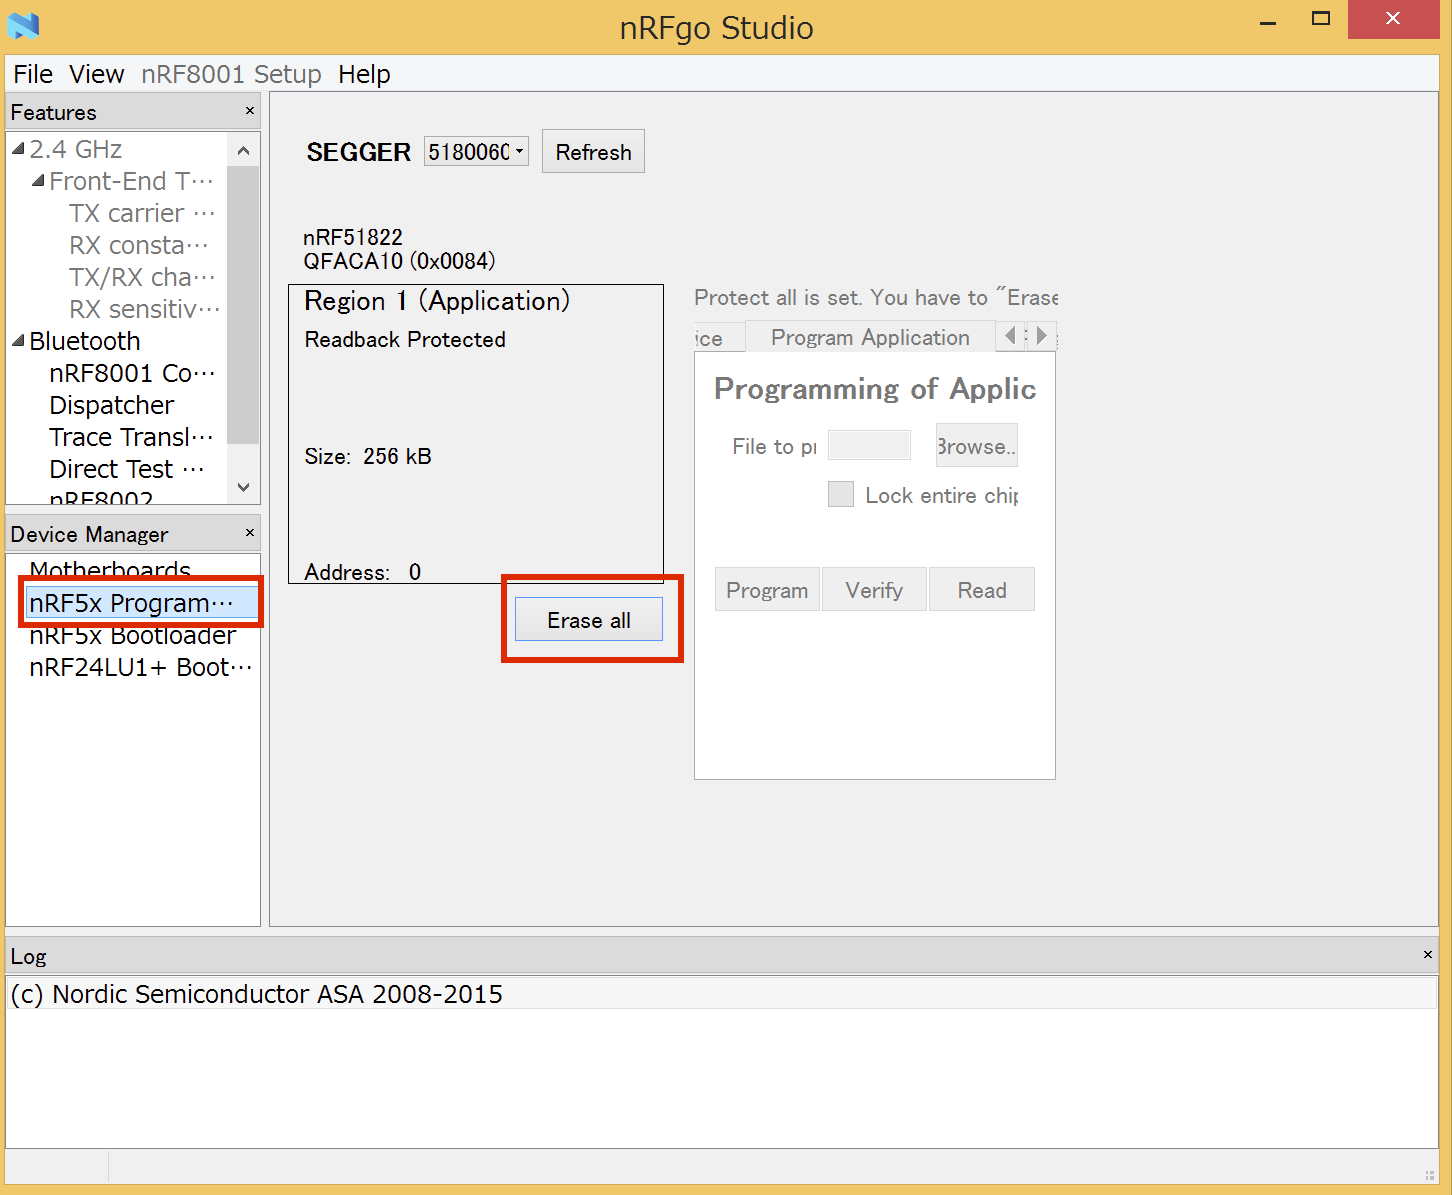 nRFgo Studio
File View nRF8001 Setup Help
Features
2.4 GHz
Front-End T···
TX carrier ···
RX consta···
TX/RX cha···
RX sensitiv···
Bluetooth
nRF8001 Co···
Dispatcher
Trace Transl···
Direct Test ···
nRF8002
Device Manager
Motherboards
nRF5x Program···
nRF5x Bootloader
nRF24LU1+ Boot···
SEGGER 5180060 Refresh
nRF51822
QFACA10 (0x0084)
Region 1 (Application)
Readback Protected
Size: 256 kB
Address: 0
Erase all
Protect all is set. You have to "Erase
ice Program Application
Programming of Applic
File to pr Browse..
Lock entire chip
Program Verify Read
Log
(c) Nordic Semiconductor ASA 2008-2015